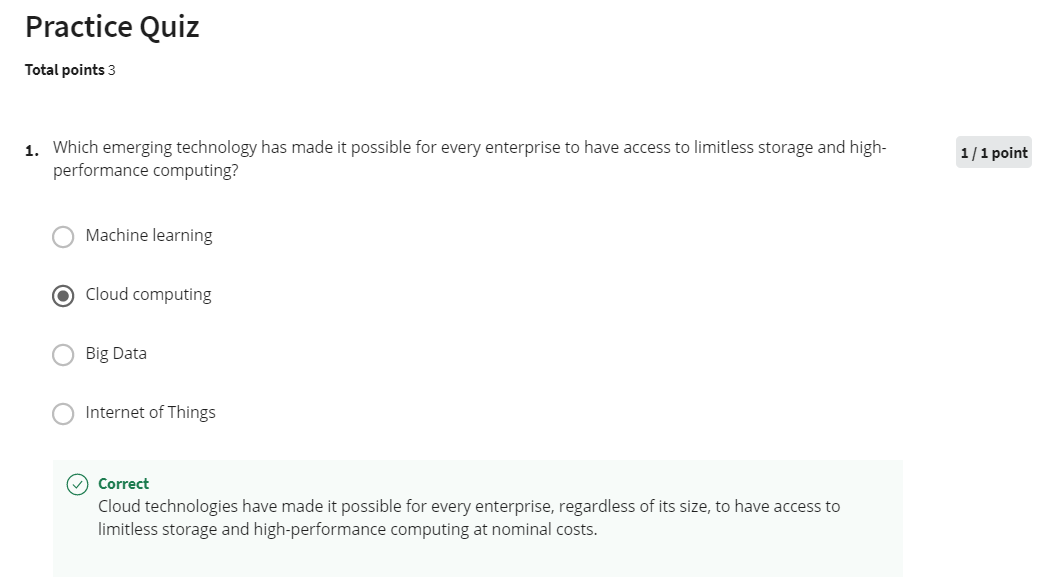 Practice Quiz
Total points 3
1. Which emerging technology has made it possible for every enterprise to have access to limitless storage and high-
performance computing?
1 / 1 point
Machine learning
Cloud computing
Big Data
Internet of Things
Correct
Cloud technologies have made it possible for every enterprise, regardless of its size, to have access to
limitless storage and high-performance computing at nominal costs.